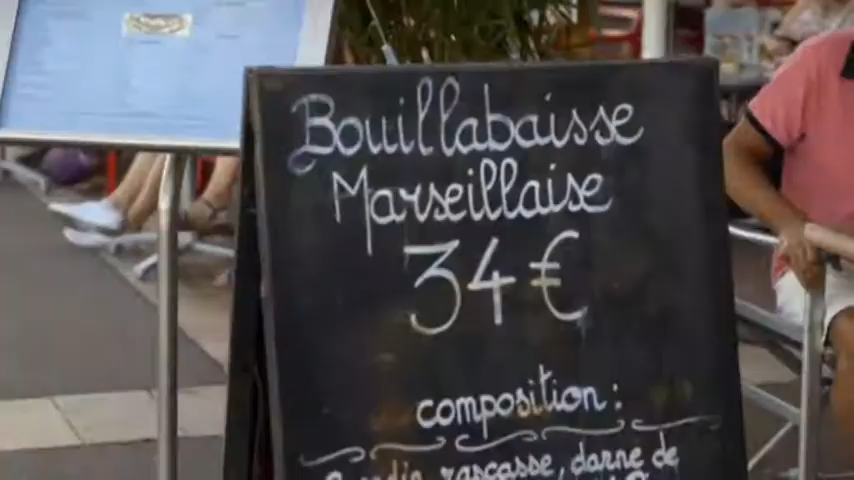 Bouillabaisse
Marseillaise
34 €
composition :
rascasse, darne de